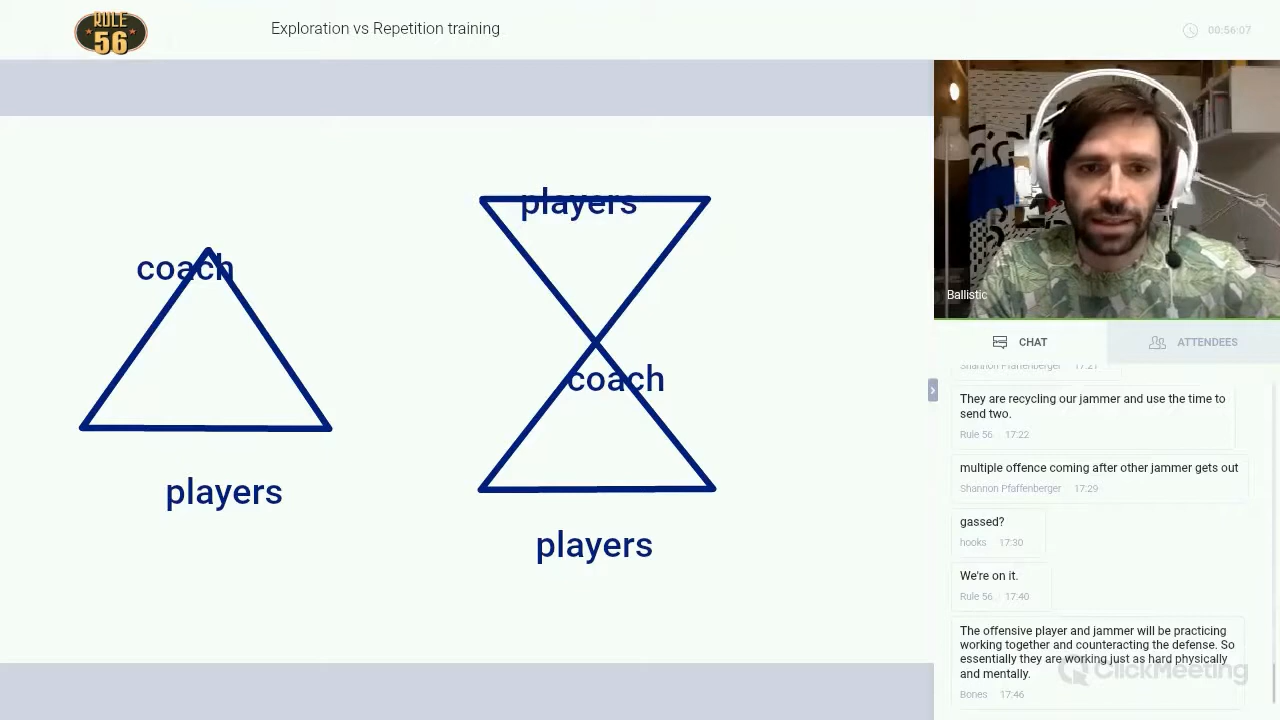 RULE
56
Exploration vs Repetition training
00:56:07
players
coach
coach
players
players
Ballistic
CHAT
ATTENDEES
Shannon Pfaffenberger 17:21
They are recycling our jammer and use the time to
send two.
Rule 56 17:22
multiple offence coming after other jammer gets out
Shannon Pfaffenberger 17:29
gassed?
hooks 17:30
We're on it.
Rule 56 17:40
The offensive player and jammer will be practicing
working together and counteracting the defense. So
essentially they are working just as hard physically
and mentally.
Bones 17:46
ClickMeeting